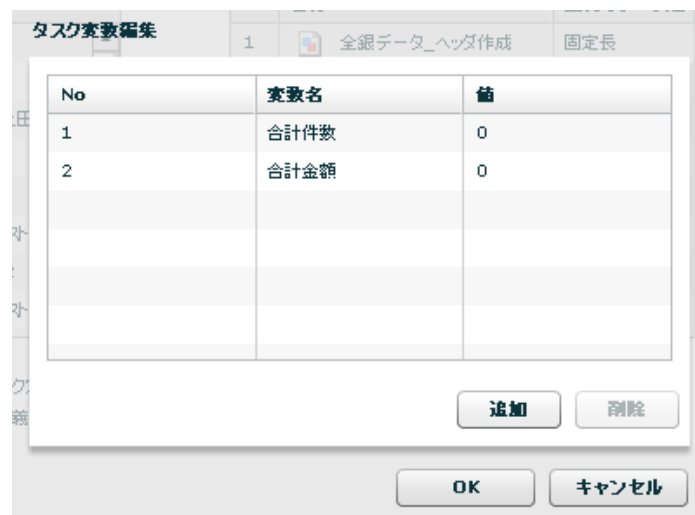 タスク変数編集
1 全銀データ_ヘッダ作成 固定長
No 変数名 値
1 合計件数 0
2 合計金額 0
追加 削除
OK キャンセル